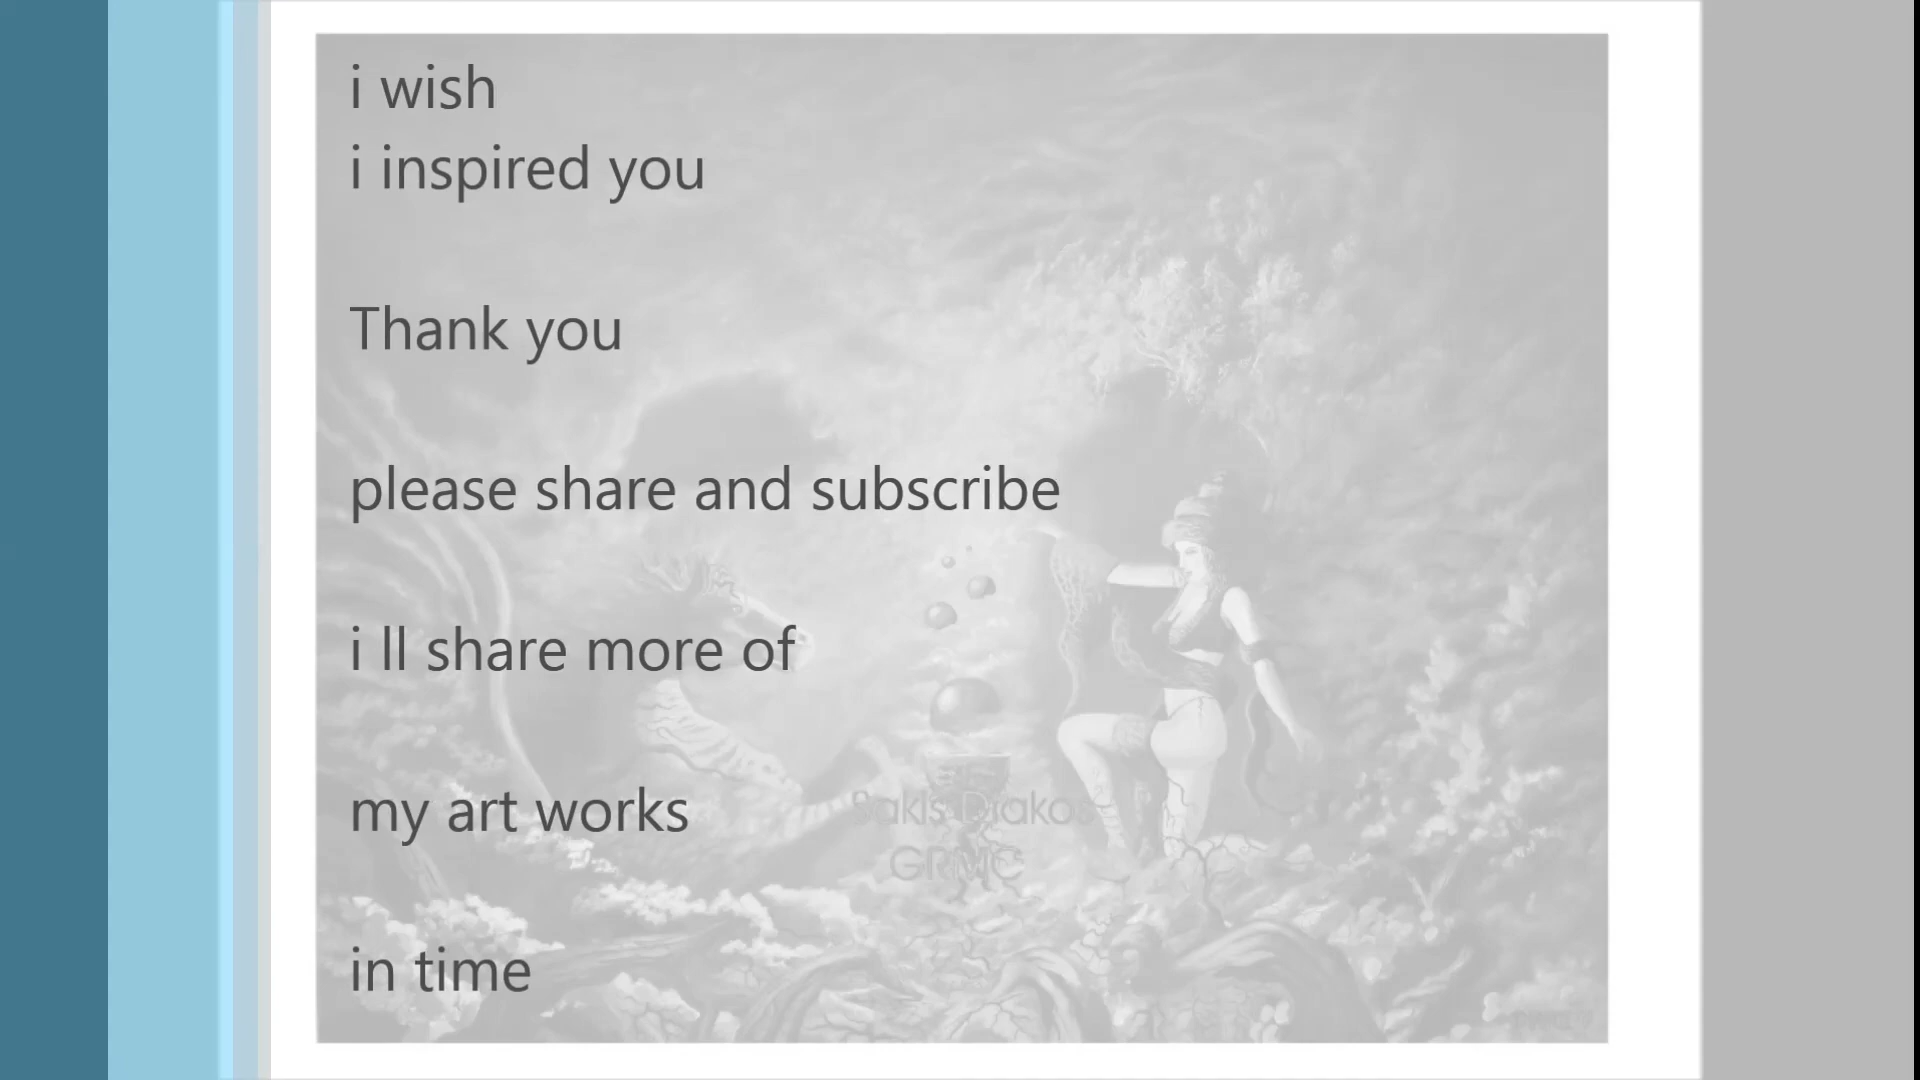 i wish
i inspired you
Thank you
please share and subscribe
i ll share more of
my art works
in time
Sakis Diakos
GRMC